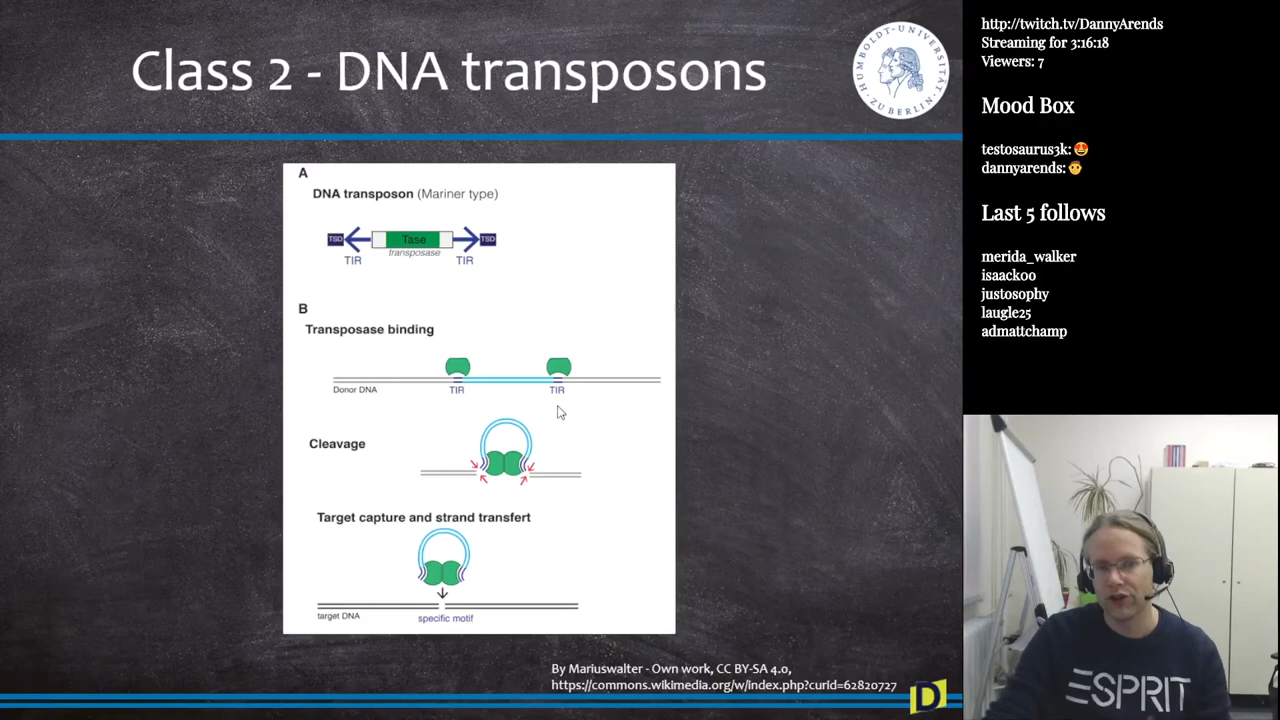 Class 2 - DNA transposons
HUMBOLDT-UNIVERSITÄT
ZU BERLIN
A
DNA transposon (Mariner type)
TSD
Tase
TSD
transposase
TIR
TIR
B
Transposase binding
Donor DNA
TIR
TIR
Cleavage
Target capture and strand transfert
target DNA
specific motif
By Mariuswalter - Own work, CC BY-SA 4.0,
https://commons.wikimedia.org/w/index.php?curid=62820727
D
http://twitch.tv/DannyArends
Streaming for 3:16:18
Viewers: 7
Mood Box
testosaurus3k: 🤩
dannyarends: 👨
Last 5 follows
merida_walker
isaack00
justosophy
laugle25
admattchamp
ESPRIT